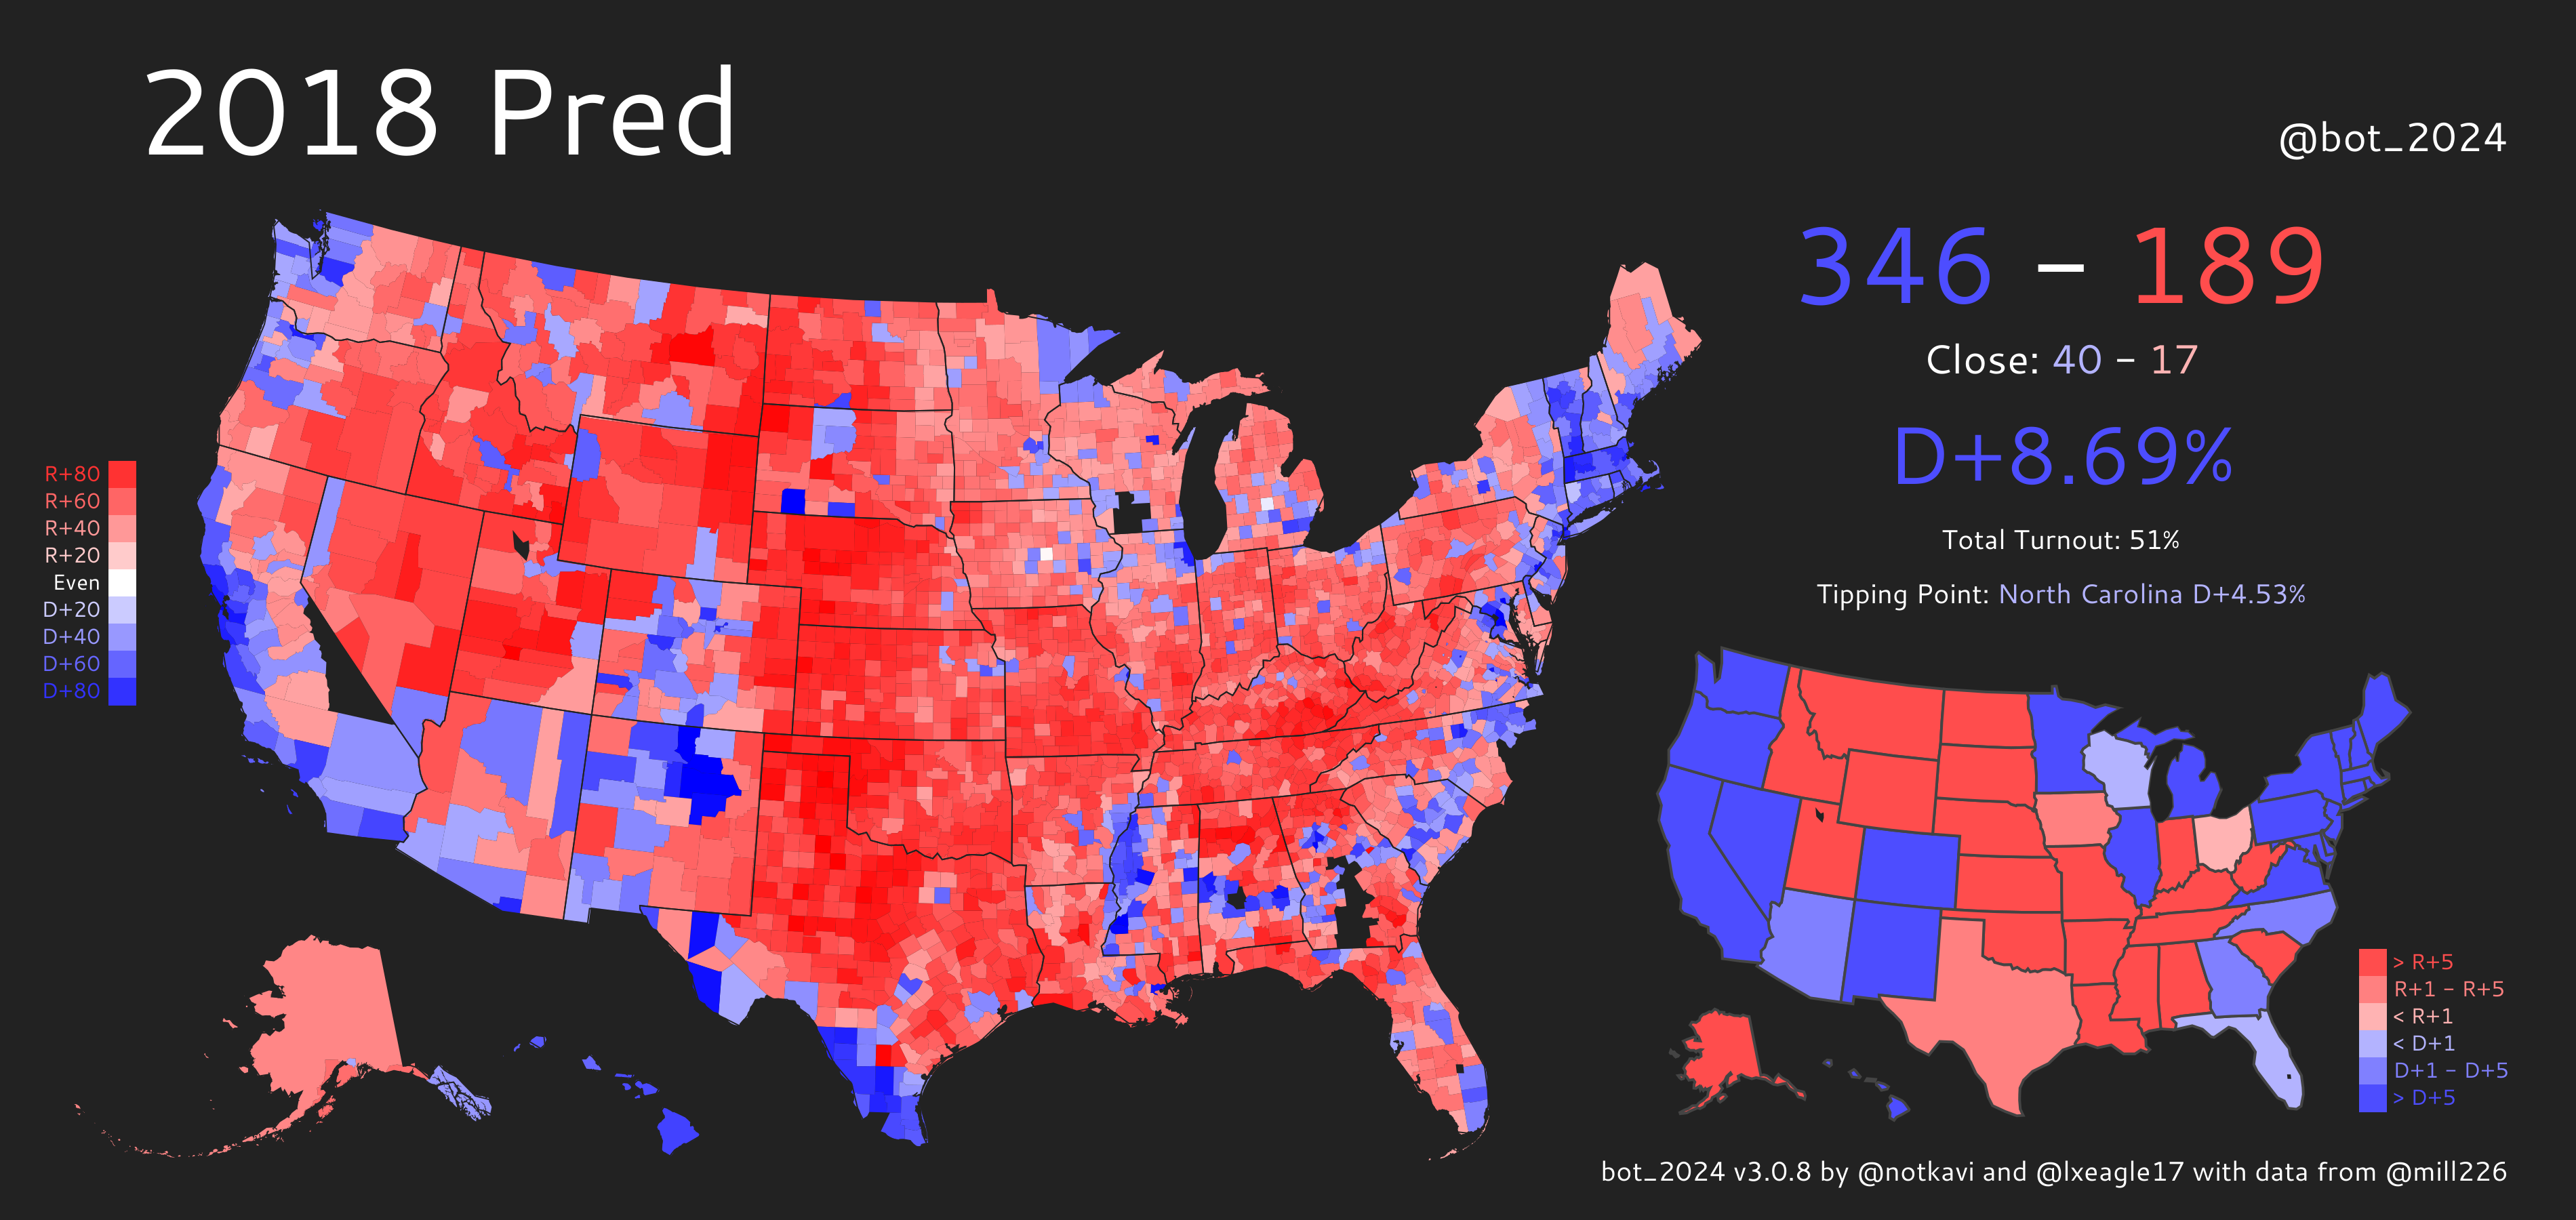 2018 Pred
@bot_2024
346 – 189
Close: 40 – 17
D+8.69%
Total Turnout: 51%
Tipping Point: North Carolina D+4.53%
R+80
R+60
R+40
R+20
Even
D+20
D+40
D+60
D+80
> R+5
R+1 - R+5
< R+1
< D+1
D+1 - D+5
> D+5
bot_2024 v3.0.8 by @notkavi and @lxeagle17 with data from @mill226